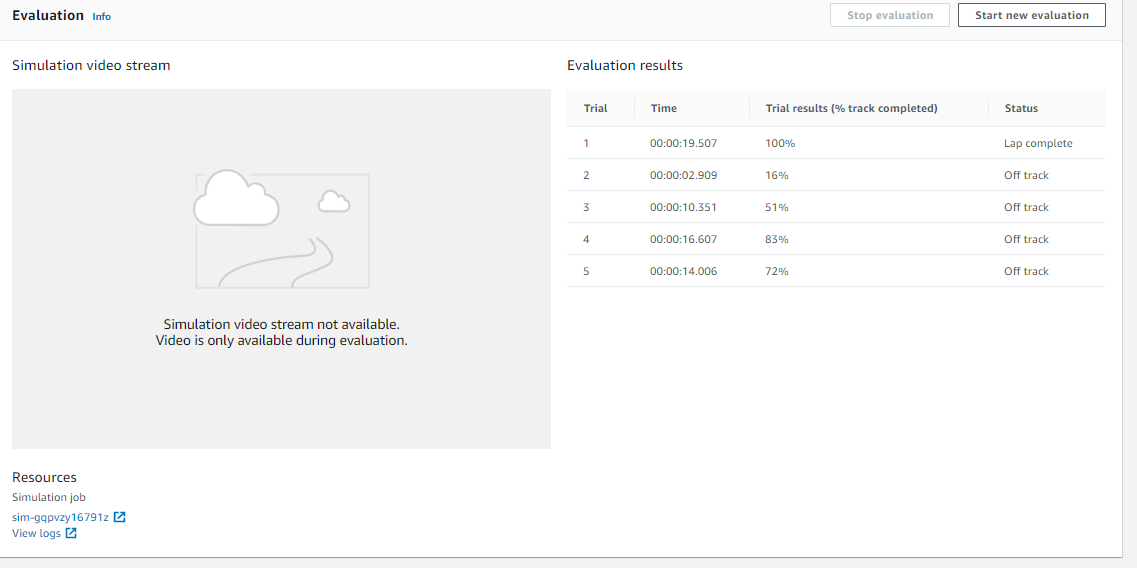 Evaluation Info
Stop evaluation
Start new evaluation
Simulation video stream
Simulation video stream not available.
Video is only available during evaluation.
Resources
Simulation job
sim-gqpvzy16791z
View logs
Evaluation results
Trial Time Trial results (% track completed) Status
1 00:00:19.507 100% Lap complete
2 00:00:02.909 16% Off track
3 00:00:10.351 51% Off track
4 00:00:16.607 83% Off track
5 00:00:14.006 72% Off track